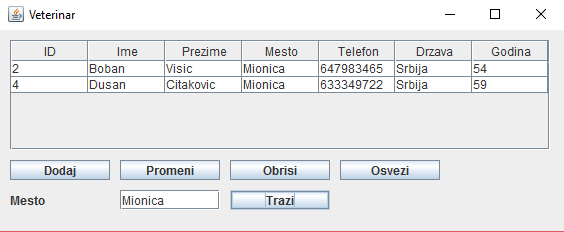 Veterinar
ID Ime Prezime Mesto Telefon Drzava Godina
2 Boban Visic Mionica 647983465 Srbija 54
4 Dusan Citakovic Mionica 633349722 Srbija 59
Dodaj Promeni Obrisi Osvezi
Mesto Mionica Trazi